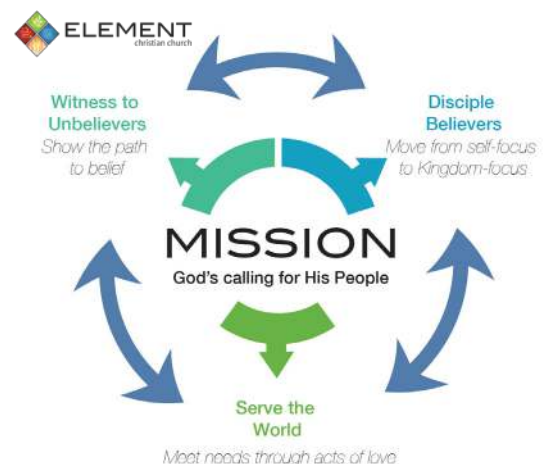 ELEMENT
christian church
Witness to
Unbelievers
Show the path
to belief
Disciple
Believers
Move from self-focus
to Kingdom-focus
MISSION
God's calling for His People
Serve the
World
Meet needs through acts of love